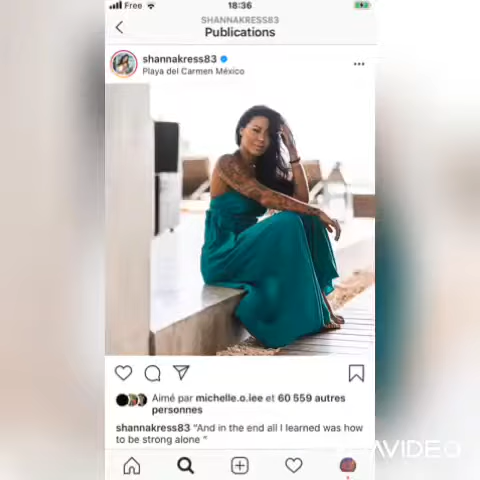 Free 18:36
SHANNAKRESS83
Publications
shannakress83
Playa del Carmen México
Aimé par michelle.o.lee et 60 559 autres
personnes
shannakress83 "And in the end all I learned was how
to be strong alone "